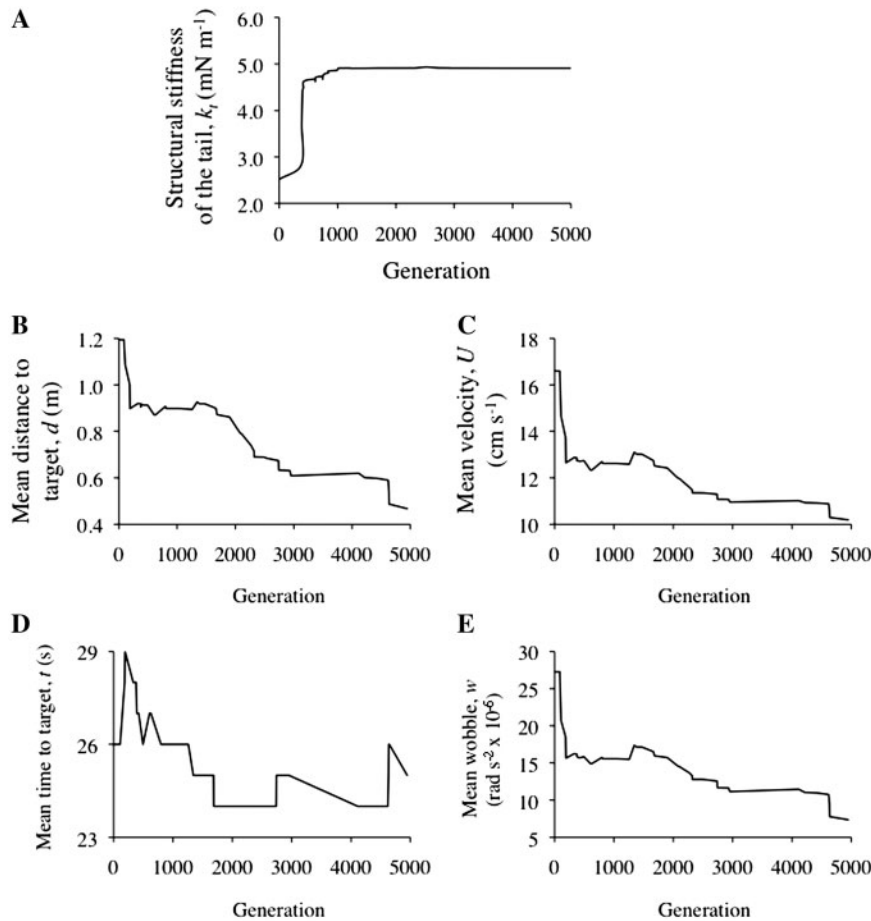 A
Structural stiffness
of the tail, kt (mN m-1)
6.0
5.0
4.0
3.0
2.0
0 1000 2000 3000 4000 5000
Generation
B
Mean distance to
target, d (m)
1.2
1.0
0.8
0.6
0.4
0 1000 2000 3000 4000 5000
Generation
C
Mean velocity, U
(cm s-1)
18
16
14
12
10
0 1000 2000 3000 4000 5000
Generation
D
Mean time to target, t (s)
29
26
23
0 1000 2000 3000 4000 5000
Generation
E
Mean wobble, w
(rad s-2 x 10-6)
30
25
20
15
10
5
0 1000 2000 3000 4000 5000
Generation